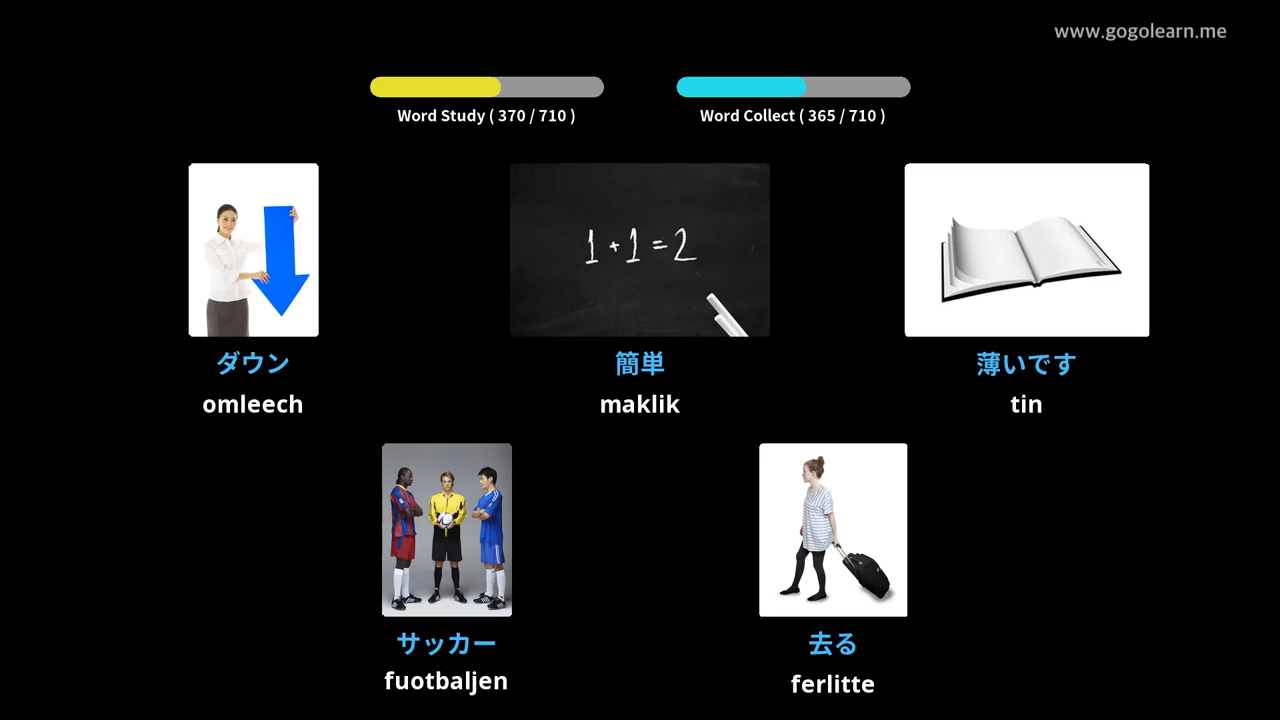 www.gogolearn.me
Word Study ( 370 / 710 )
Word Collect ( 365 / 710 )
1 + 1 = 2
ダウン
簡単
薄いです
omleech
maklik
tin
サッカー
去る
fuotbaljen
ferlitte